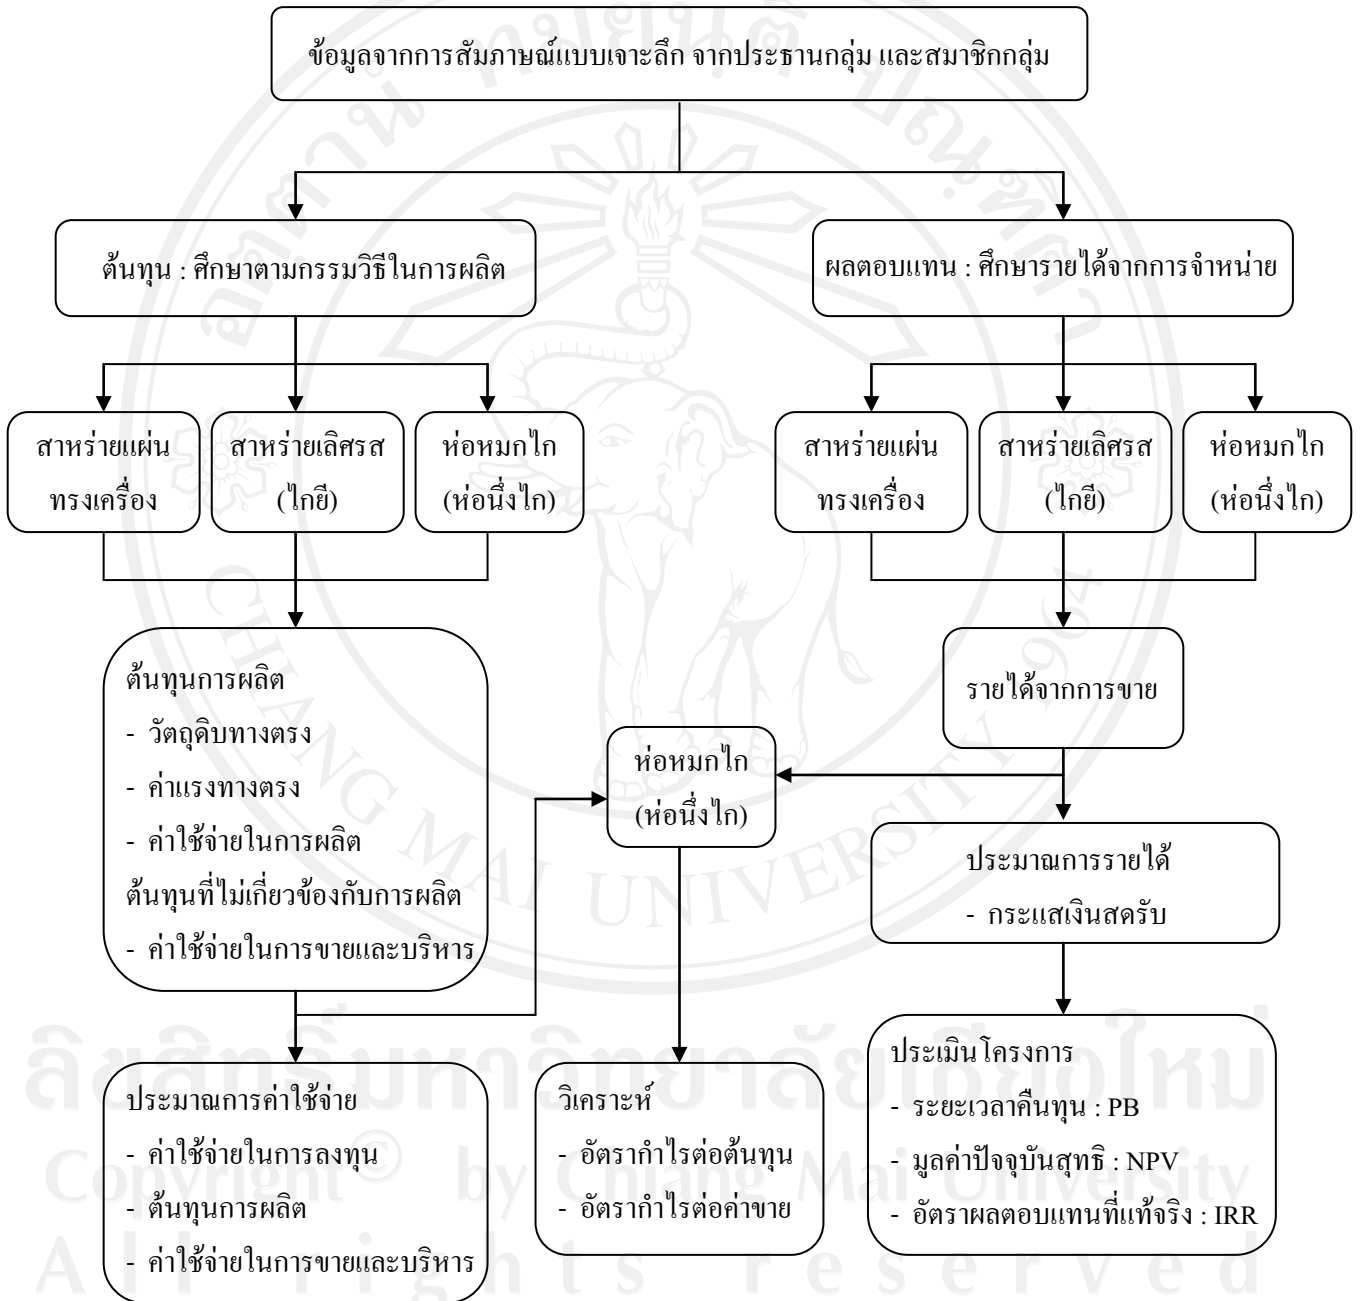 ข้อมูลจากการสัมภาษณ์แบบเจาะลึก จากประธานกลุ่ม และสมาชิกกลุ่ม
ต้นทุน : ศึกษาตามกรรมวิธีในการผลิต
ผลตอบแทน : ศึกษารายได้จากการจำหน่าย
สาหร่ายแผ่น
ทรงเครื่อง
สาหร่ายเลิศรส
(ไกยี)
ห่อหมกไก
(ห่อนึ่งไก)
สาหร่ายแผ่น
ทรงเครื่อง
สาหร่ายเลิศรส
(ไกยี)
ห่อหมกไก
(ห่อนึ่งไก)
ต้นทุนการผลิต
- วัตถุดิบทางตรง
- ค่าแรงทางตรง
- ค่าใช้จ่ายในการผลิต
ต้นทุนที่ไม่เกี่ยวข้องกับการผลิต
- ค่าใช้จ่ายในการขายและบริหาร
รายได้จากการขาย
ห่อหมกไก
(ห่อนึ่งไก)
ประมาณการรายได้
- กระแสเงินสดรับ
ประมาณการค่าใช้จ่าย
- ค่าใช้จ่ายในการลงทุน
- ต้นทุนการผลิต
- ค่าใช้จ่ายในการขายและบริหาร
วิเคราะห์
- อัตรากำไรต่อต้นทุน
- อัตรากำไรต่อค่าขาย
ประเมินโครงการ
- ระยะเวลาคืนทุน : PB
- มูลค่าปัจจุบันสุทธิ : NPV
- อัตราผลตอบแทนที่แท้จริง : IRR
CHIANG MAI UNIVERSITY 1964
ลิขสิทธิ์มหาวิทยาลัยเชียงใหม่
Copyright © by Chiang Mai University
All rights reserved